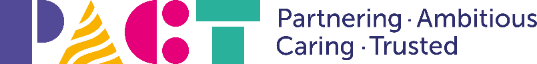 PACT
Partnering · Ambitious
Caring · Trusted